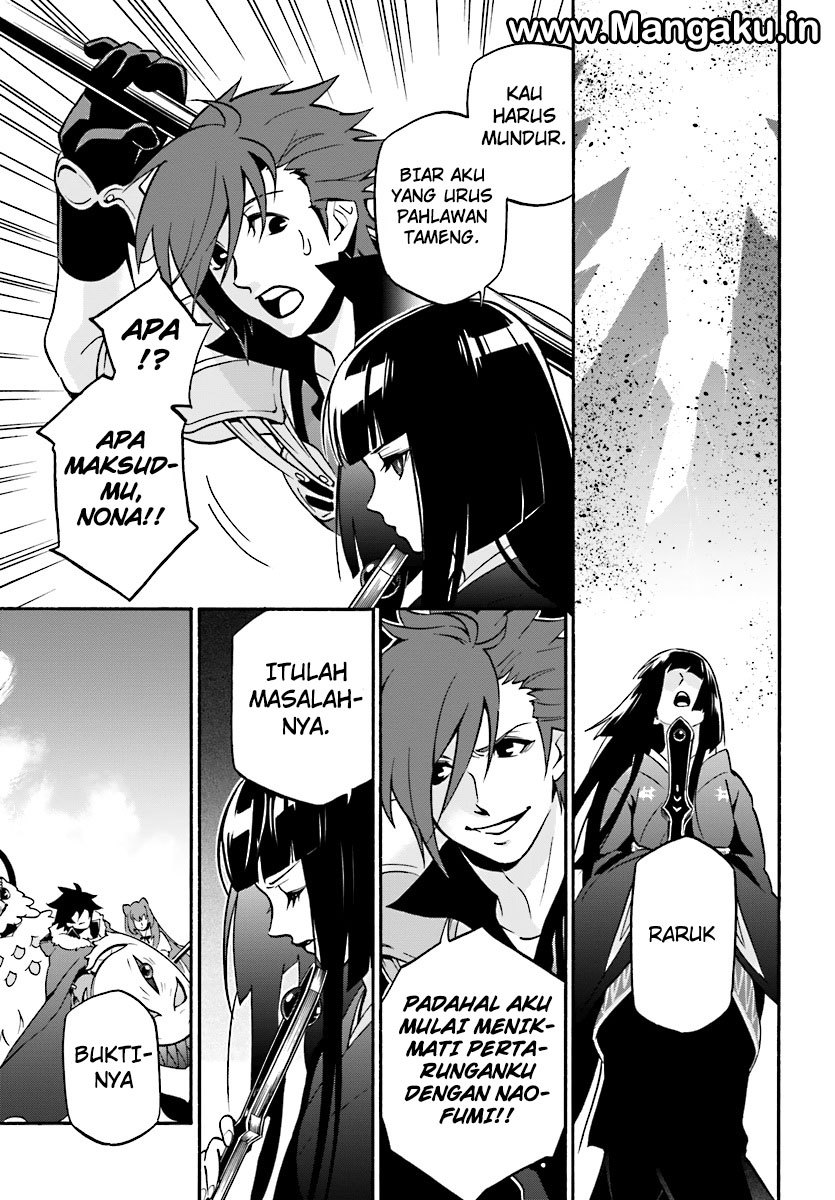 www.Mangaku.in
RARUK
KAU
HARUS
MUNDUR.
BIAR AKU
YANG URUS
PAHLAWAN
TAMENG.
APA
!?
APA
MAKSUD-
MU,
NONA!!
PADAHAL AKU
MULAI MENIK-
MATI PERTA-
RUNGANKU
DENGAN NAO-
FUMI!!
ITULAH
MASALAH-
NYA.
BUKTI-
NYA